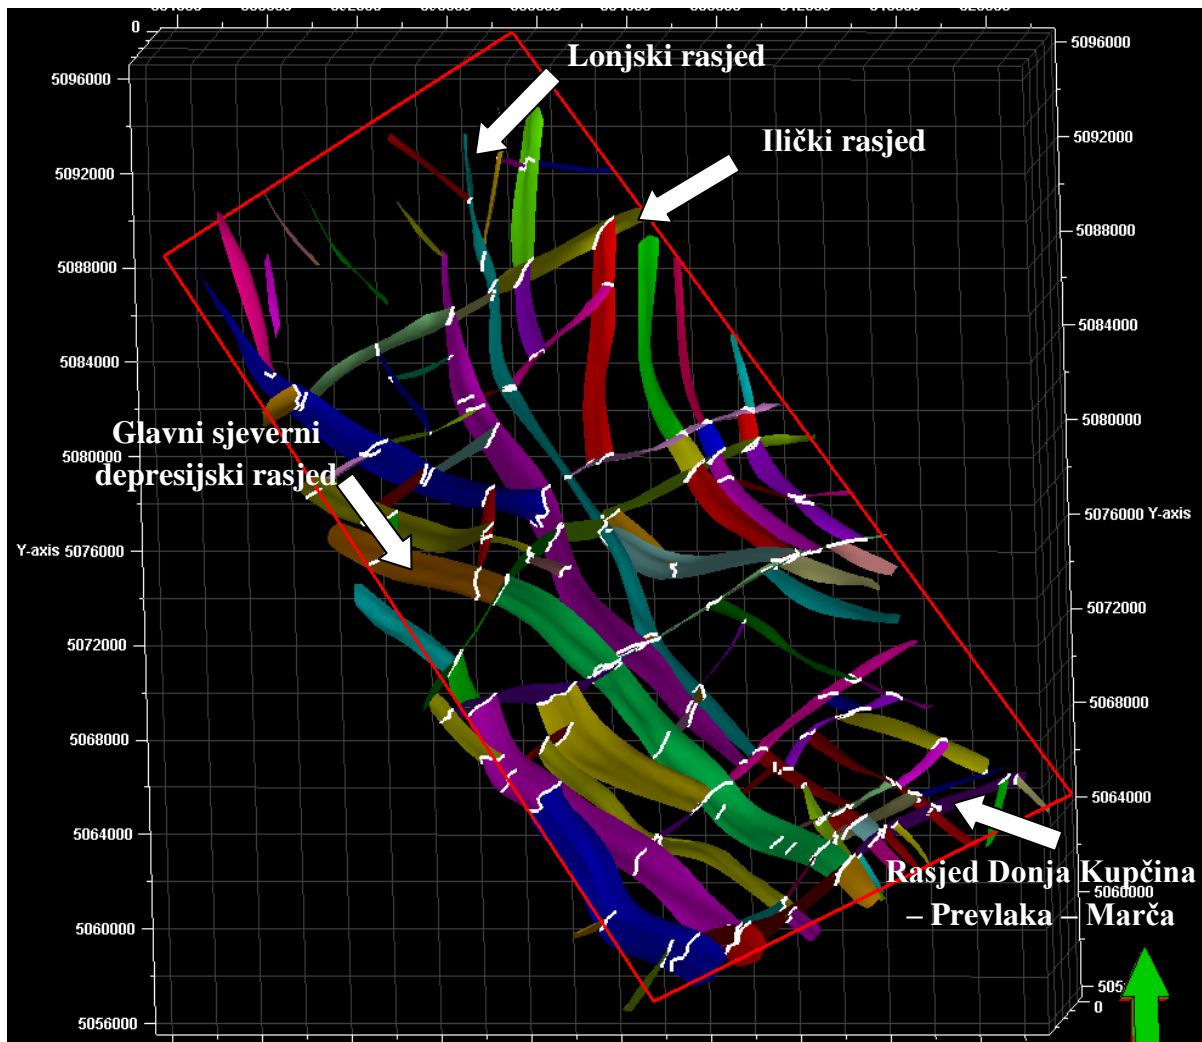 0
5096000
5096000
Lonjski rasjed
5092000
Ilički rasjed
5092000
5088000
5088000
5084000
5084000
Glavni sjeverni
depresijski rasjed
5080000
5080000
Y-axis 5076000
5076000 Y-axis
5072000
5072000
5068000
5068000
5064000
5064000
Rasjed Donja Kupčina
– Prevlaka – Marča
5060000
5060000
5056000
0